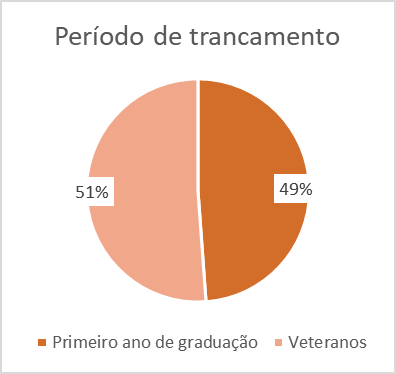 Período de trancamento
51%
49%
Primeiro ano de graduação
Veteranos